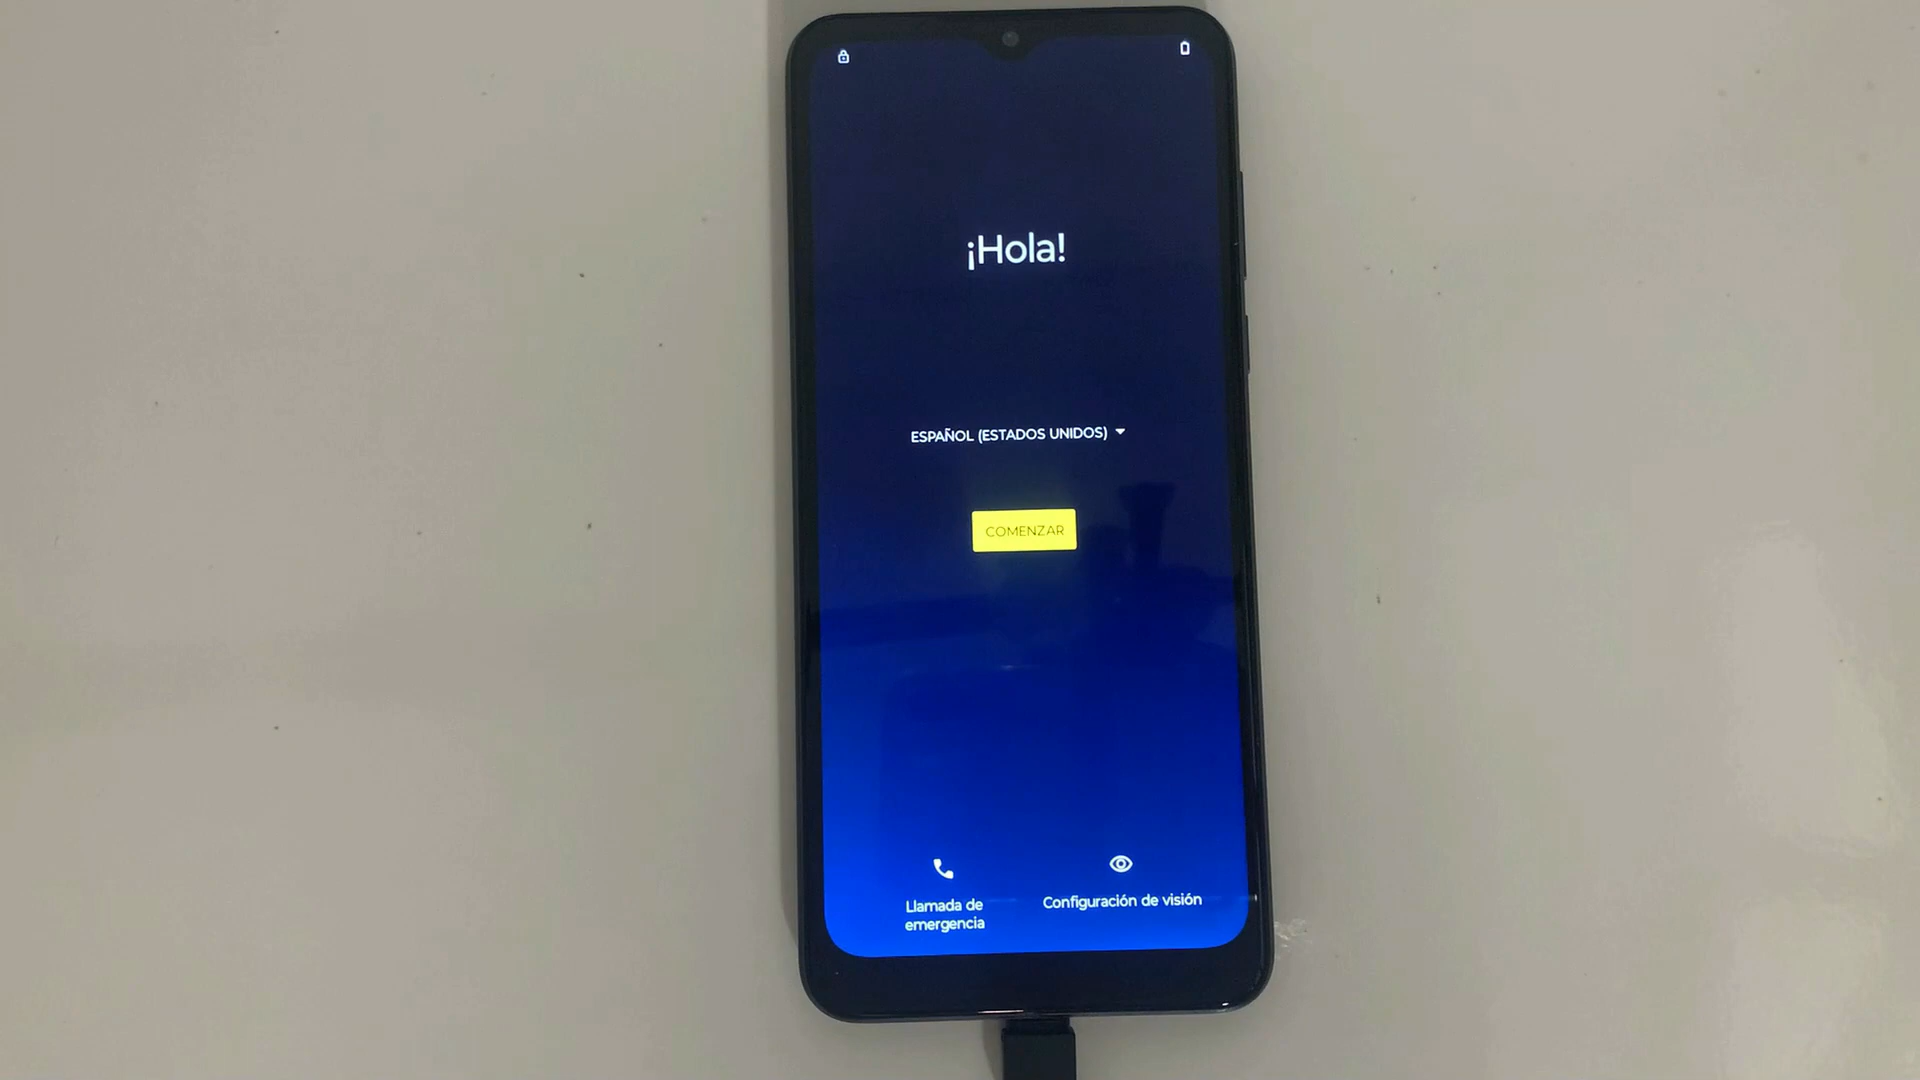 ¡Hola!
ESPAÑOL (ESTADOS UNIDOS)
COMENZAR
Llamada de
emergencia
Configuración de visión